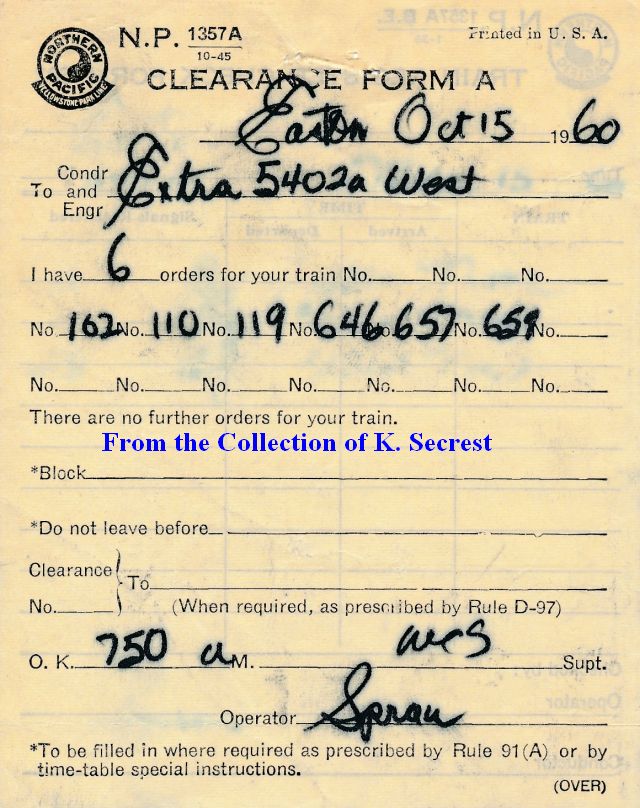 N.P. 1357A
10-45
Printed in U. S. A.
NORTHERN PACIFIC
YELLOWSTONE PARK LINE
CLEARANCE FORM A
Easton Oct 15 1960
To Condr and Engr Extra 5402a West
I have 6 orders for your train No. No. No.
No. 162 No. 110 No. 119 No. 646 657 No. 659 No.
No. No. No. No. No. No. No.
There are no further orders for your train.
From the Collection of K. Secrest
*Block
*Do not leave before
Clearance No. To
(When required, as prescribed by Rule D-97)
O. K. 750 a M. Supt.
Operator
*To be filled in where required as prescribed by Rule 91(A) or by
time-table special instructions.
(OVER)